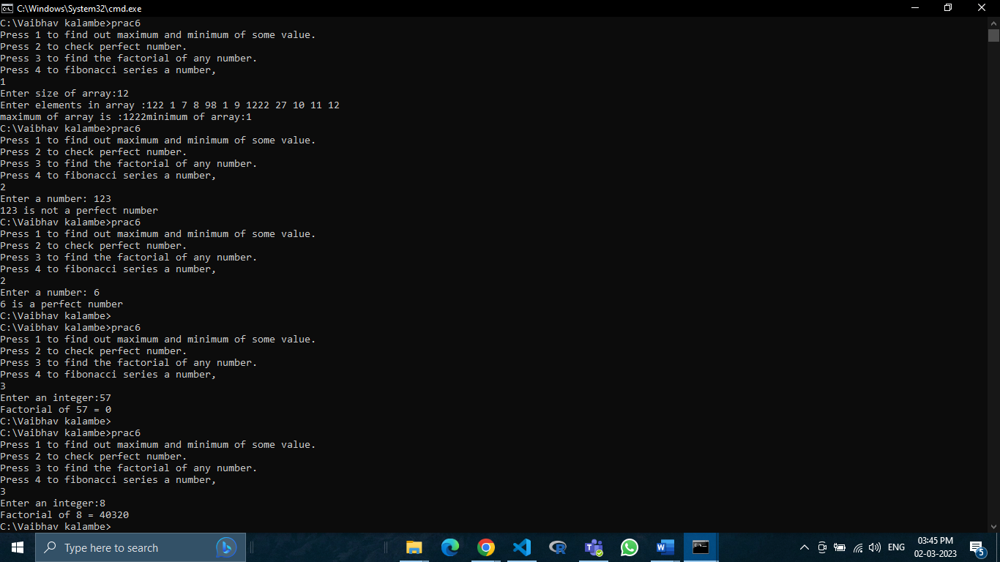 C:\Windows\System32\cmd.exe
C:\Vaibhav kalambe>prac6
Press 1 to find out maximum and minimum of some value.
Press 2 to check perfect number.
Press 3 to find the factorial of any number.
Press 4 to fibonacci series a number,
1
Enter size of array:12
Enter elements in array :122 1 7 8 98 1 9 1222 27 10 11 12
maximum of array is :1222minimum of array:1
C:\Vaibhav kalambe>prac6
Press 1 to find out maximum and minimum of some value.
Press 2 to check perfect number.
Press 3 to find the factorial of any number.
Press 4 to fibonacci series a number,
2
Enter a number: 123
123 is not a perfect number
C:\Vaibhav kalambe>prac6
Press 1 to find out maximum and minimum of some value.
Press 2 to check perfect number.
Press 3 to find the factorial of any number.
Press 4 to fibonacci series a number,
2
Enter a number: 6
6 is a perfect number
C:\Vaibhav kalambe>
C:\Vaibhav kalambe>prac6
Press 1 to find out maximum and minimum of some value.
Press 2 to check perfect number.
Press 3 to find the factorial of any number.
Press 4 to fibonacci series a number,
3
Enter an integer:57
Factorial of 57 = 0
C:\Vaibhav kalambe>
C:\Vaibhav kalambe>prac6
Press 1 to find out maximum and minimum of some value.
Press 2 to check perfect number.
Press 3 to find the factorial of any number.
Press 4 to fibonacci series a number,
3
Enter an integer:8
Factorial of 8 = 40320
C:\Vaibhav kalambe>
Type here to search
ENG
03:45 PM
02-03-2023
5